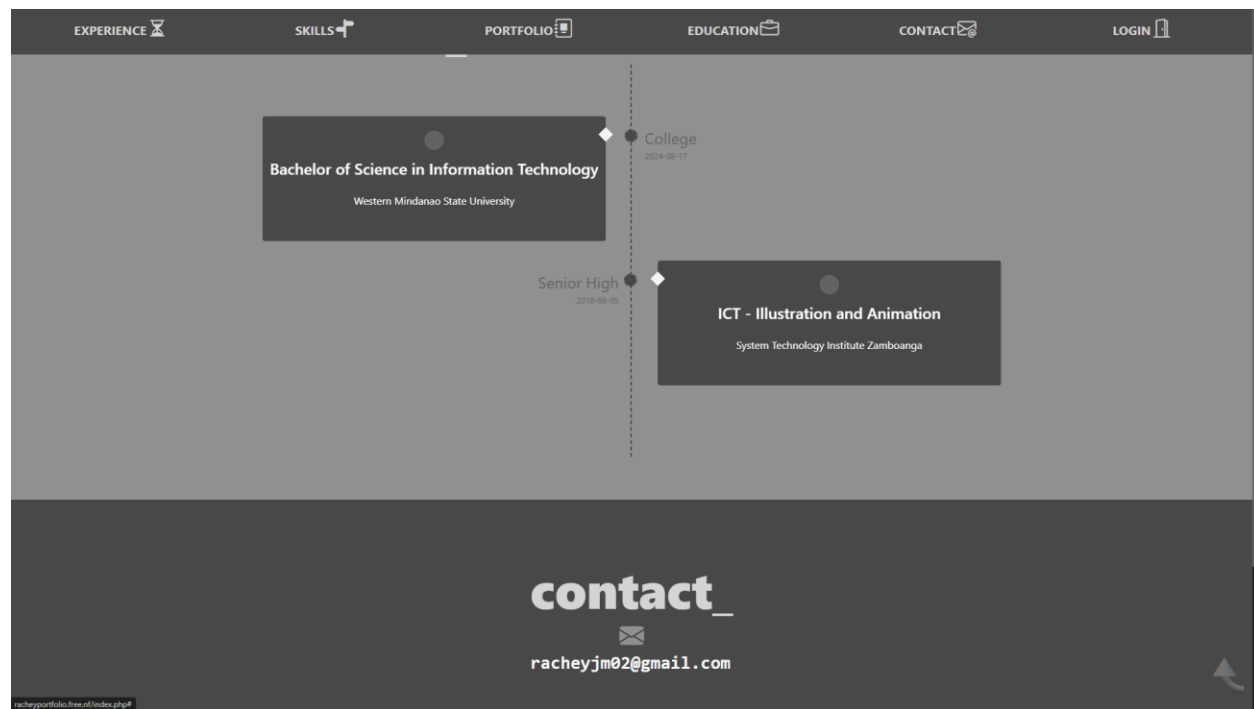 EXPERIENCE SKILLS PORTFOLIO EDUCATION CONTACT LOGIN
College
2024-08-17
Bachelor of Science in Information Technology
Western Mindanao State University
Senior High
2018-08-05
ICT - Illustration and Animation
System Technology Institute Zamboanga
contact_
racheyjm02@gmail.com
racheyportfolio.free.nf/index.php#